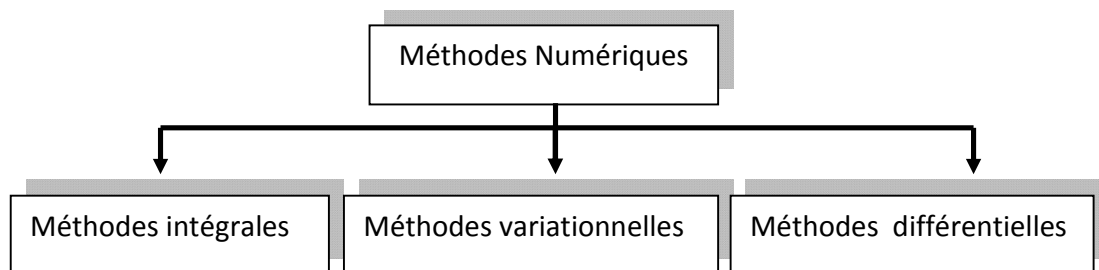 Méthodes Numériques
Méthodes intégrales
Méthodes variationnelles
Méthodes différentielles